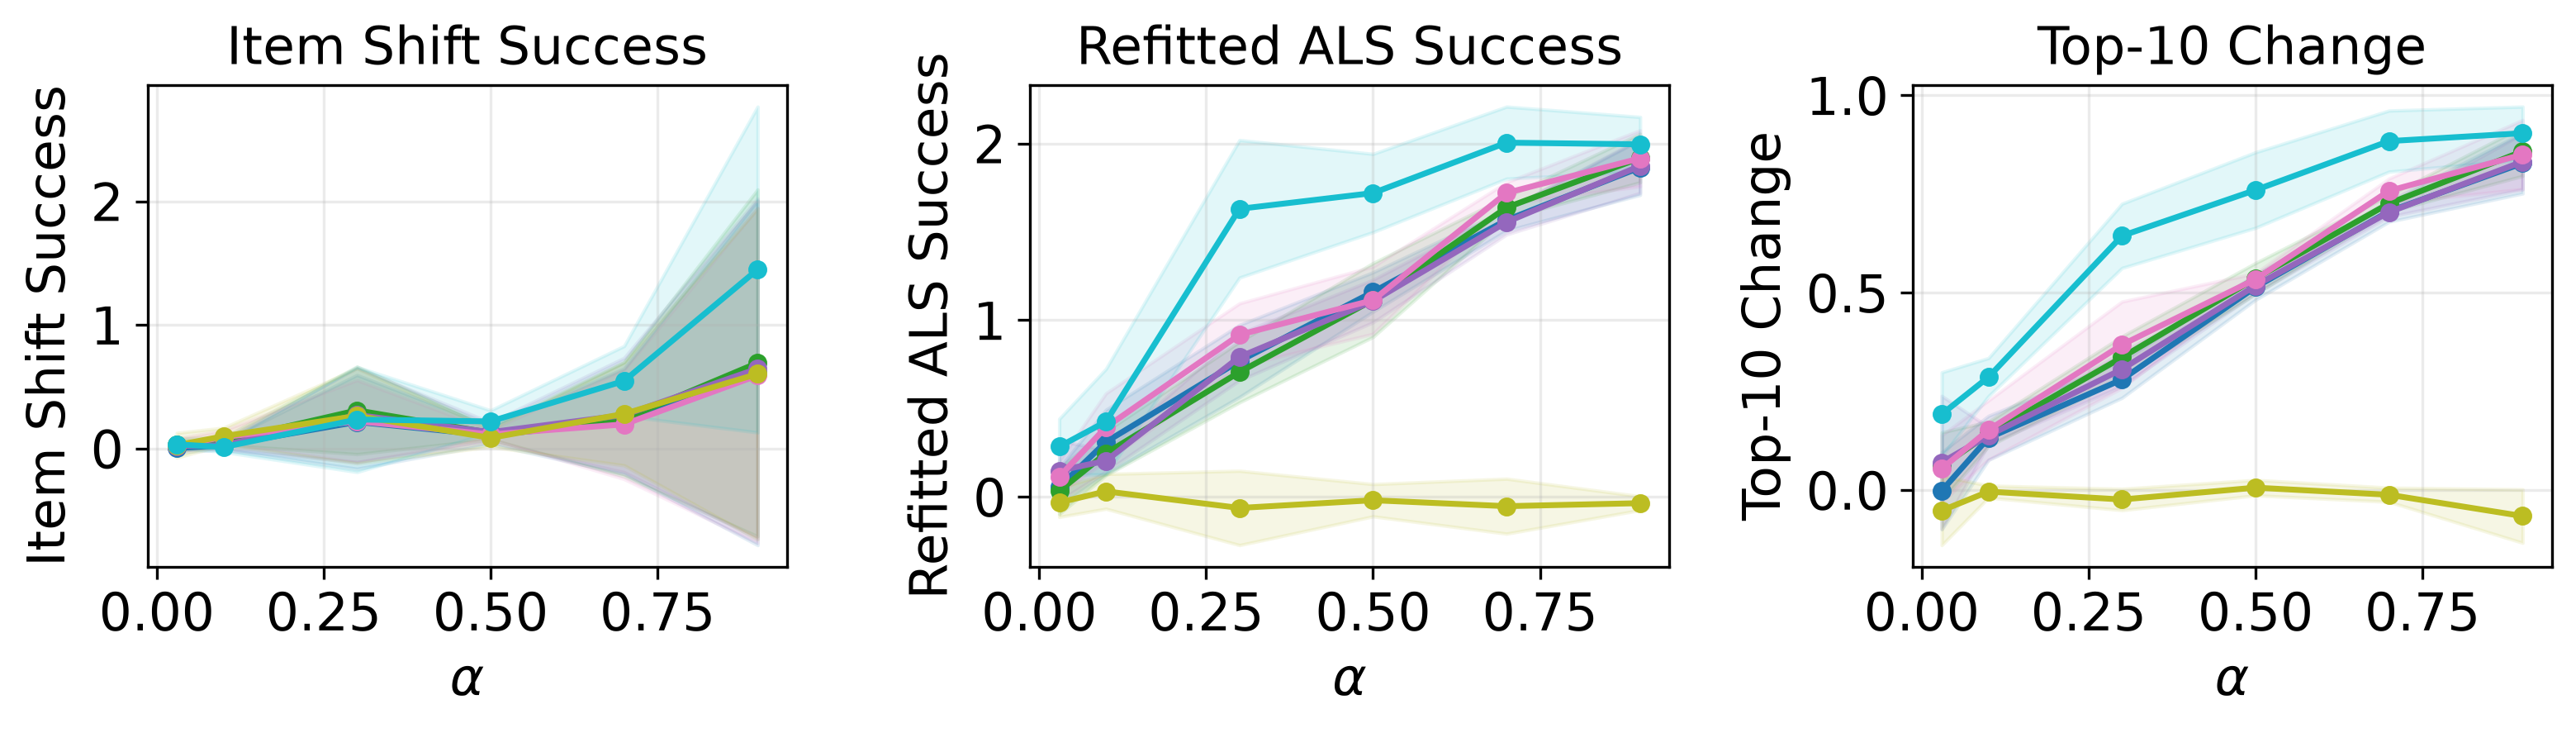 Item Shift Success
Item Shift Success
2
1
0
0.00 0.25 0.50 0.75
α
Refitted ALS Success
Refitted ALS Success
2
1
0
0.00 0.25 0.50 0.75
α
Top-10 Change
Top-10 Change
1.0
0.5
0.0
0.00 0.25 0.50 0.75
α